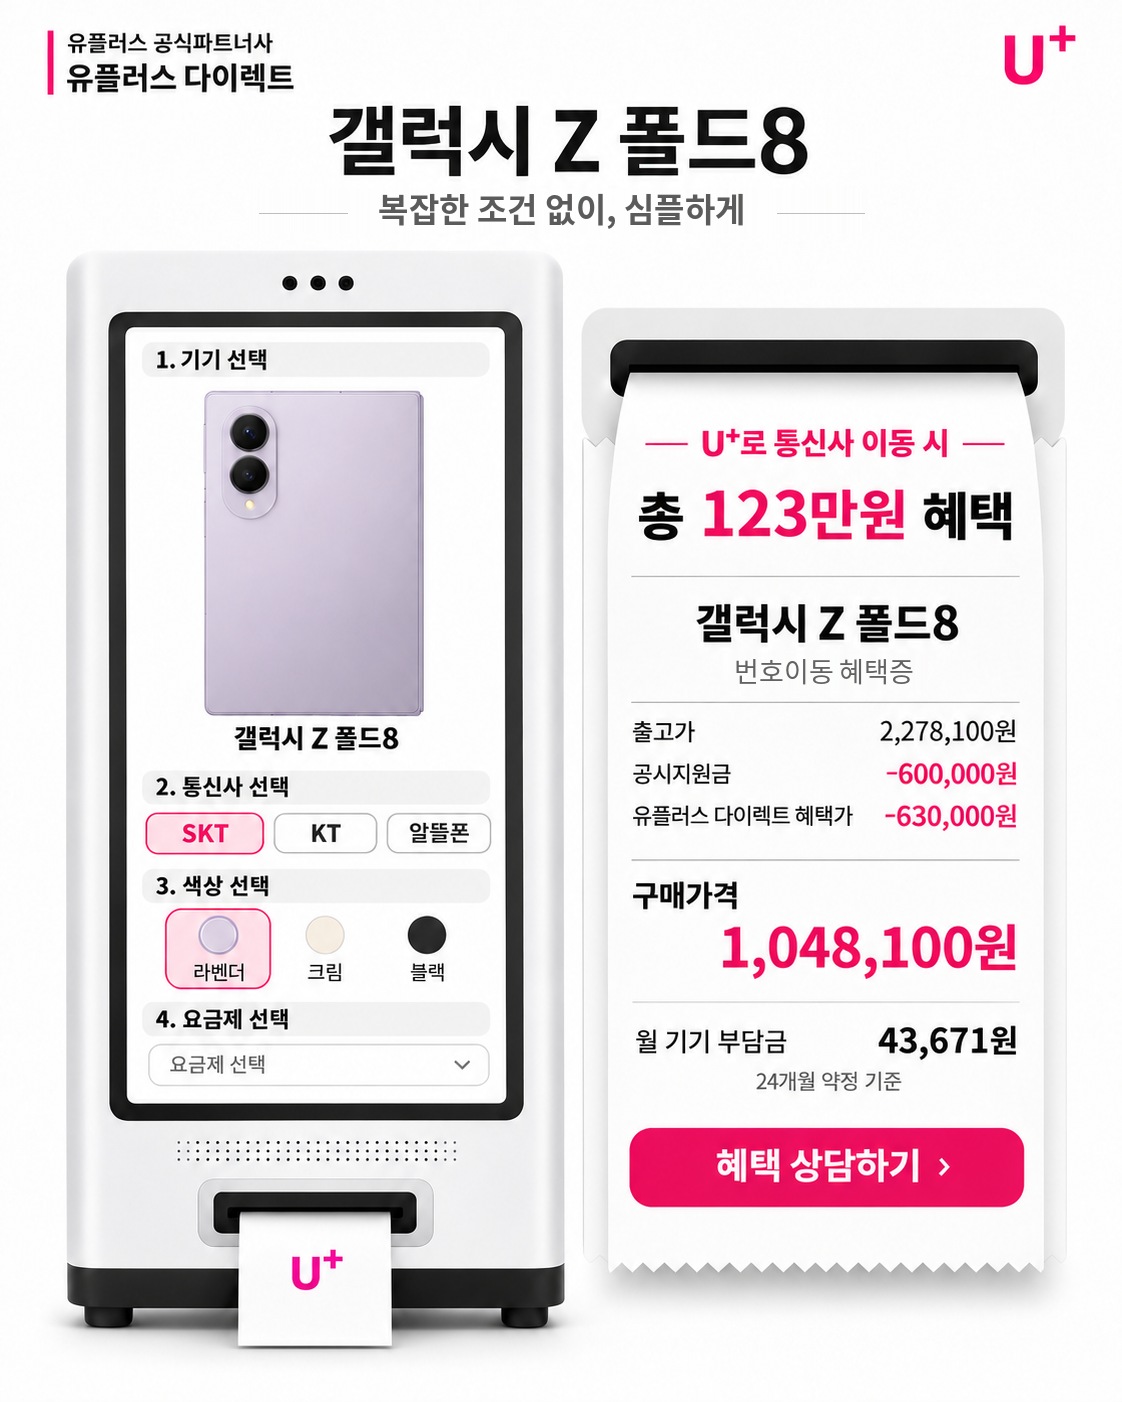 유플러스 공식파트너사
유플러스 다이렉트
U+
갤럭시 Z 폴드8
복잡한 조건 없이, 심플하게
1. 기기 선택
갤럭시 Z 폴드8
2. 통신사 선택
SKT KT 알뜰폰
3. 색상 선택
라벤더 크림 블랙
4. 요금제 선택
요금제 선택
U+
U+로 통신사 이동 시
총 123만원 혜택
갤럭시 Z 폴드8
번호이동 혜택증
출고가 2,278,100원
공시지원금 -600,000원
유플러스 다이렉트 혜택가 -630,000원
구매가격
1,048,100원
월 기기 부담금 43,671원
24개월 약정 기준
혜택 상담하기 >